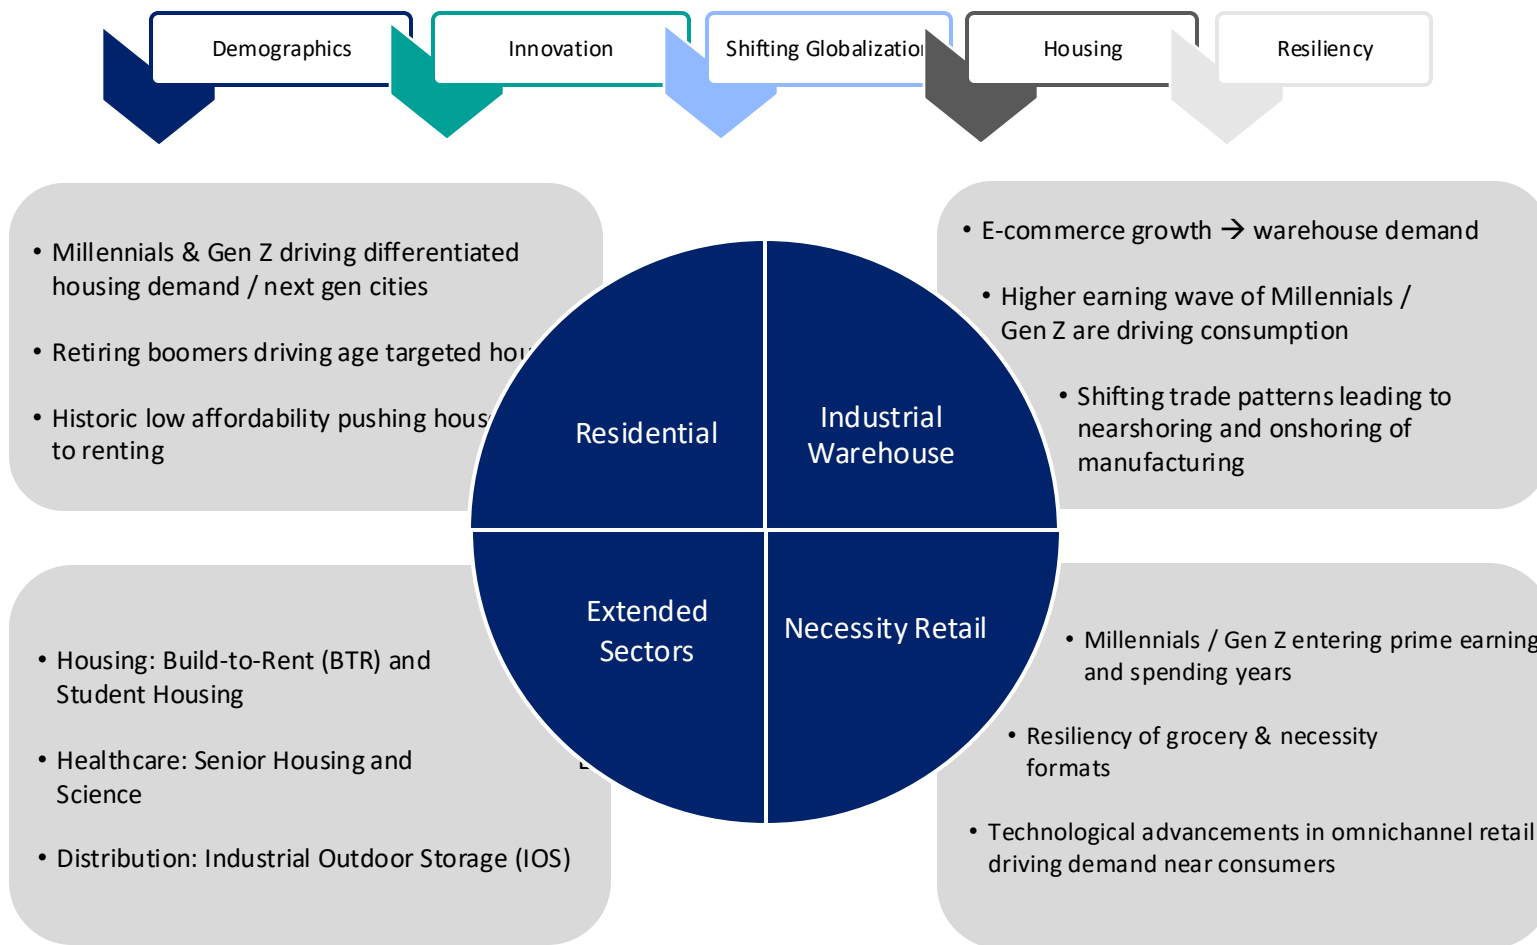 Demographics
Innovation
Shifting Globalization
Housing
Resiliency
• Millennials & Gen Z driving differentiated
housing demand / next gen cities
• Retiring boomers driving age targeted
• Historic low affordability pushing
to renting
• E-commerce growth → warehouse demand
• Higher earning wave of Millennials /
Gen Z are driving consumption
• Shifting trade patterns leading to
nearshoring and onshoring of
manufacturing
Residential
Industrial
Warehouse
Extended
Sectors
Necessity Retail
• Housing: Build-to-Rent (BTR) and
Student Housing
• Healthcare: Senior Housing and
Science
• Distribution: Industrial Outdoor Storage (IOS)
• Millennials / Gen Z entering prime earning
and spending years
• Resiliency of grocery & necessity
formats
• Technological advancements in omnichannel retail
driving demand near consumers